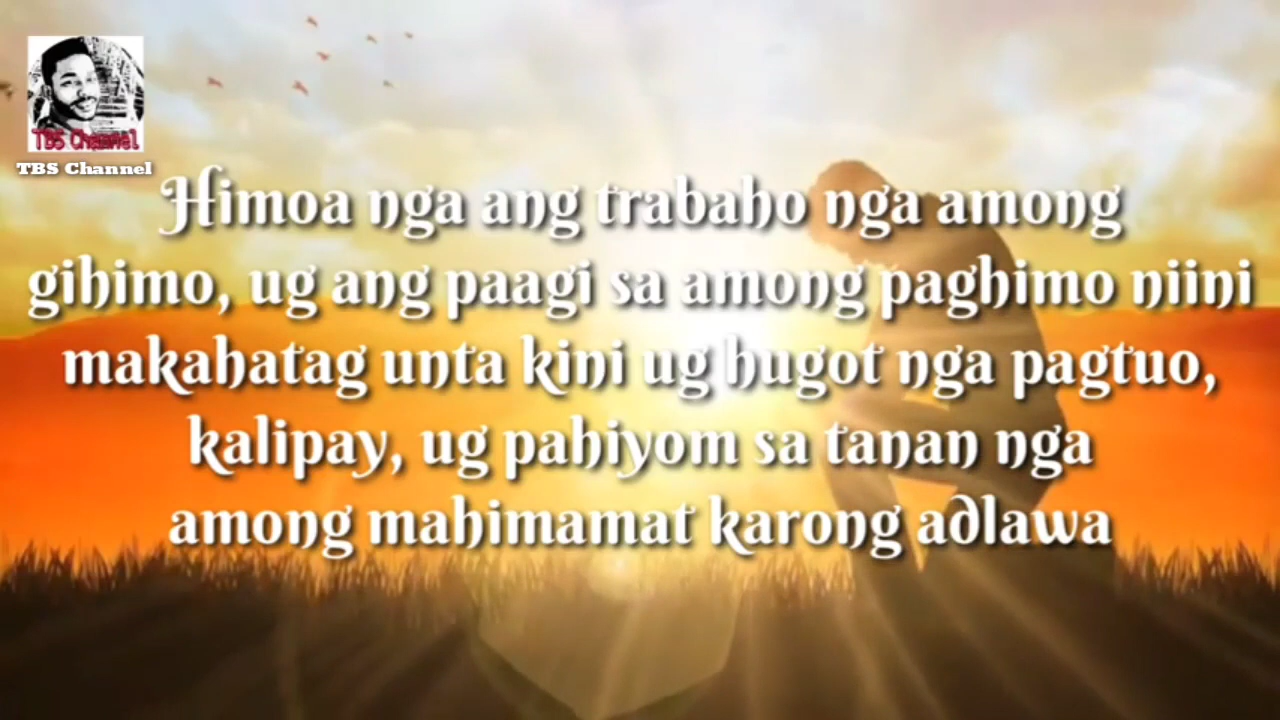 TBS Channel
TBS Channel
Himoa nga ang trabaho nga among
gihimo, ug ang paagi sa among paghimo niini
makahatag unta kini ug hugot nga pagtuo,
kalipay, ug pahiyom sa tanan nga
among mahimamat karong adlawa